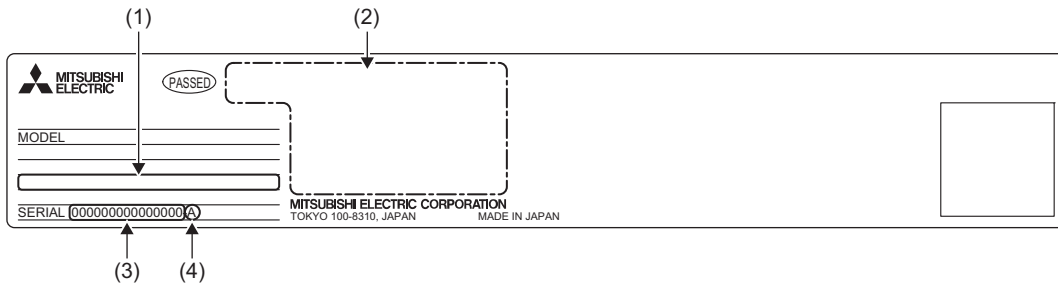 (1)
(2)
MITSUBISHI
ELECTRIC
PASSED
MODEL
MITSUBISHI ELECTRIC CORPORATION
TOKYO 100-8310, JAPAN MADE IN JAPAN
SERIAL 000000000000000 A
(3)
(4)